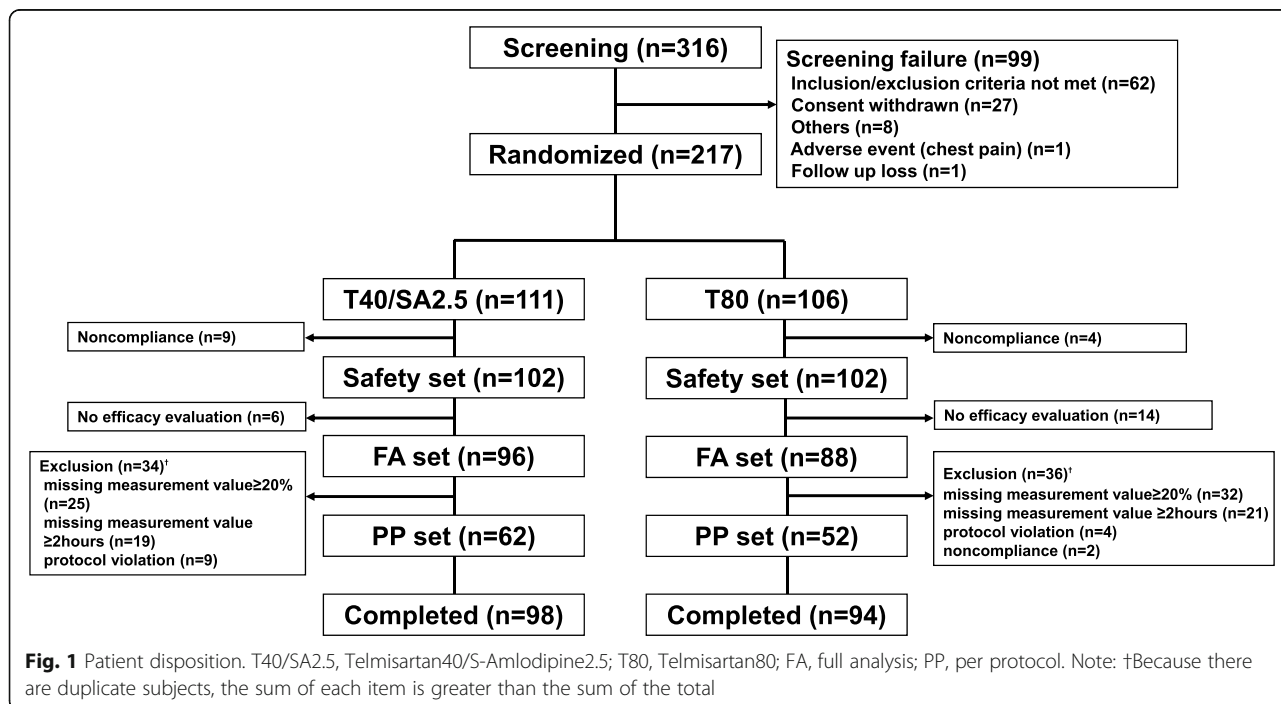 Screening (n=316)
Screening failure (n=99)
Inclusion/exclusion criteria not met (n=62)
Consent withdrawn (n=27)
Others (n=8)
Adverse event (chest pain) (n=1)
Follow up loss (n=1)
Randomized (n=217)
T40/SA2.5 (n=111)
T80 (n=106)
Noncompliance (n=9)
Noncompliance (n=4)
Safety set (n=102)
Safety set (n=102)
No efficacy evaluation (n=6)
No efficacy evaluation (n=14)
FA set (n=96)
FA set (n=88)
Exclusion (n=34)†
missing measurement value≥20%
(n=25)
missing measurement value
≥2hours (n=19)
protocol violation (n=9)
Exclusion (n=36)†
missing measurement value≥20% (n=32)
missing measurement value ≥2hours (n=21)
protocol violation (n=4)
noncompliance (n=2)
PP set (n=62)
PP set (n=52)
Completed (n=98)
Completed (n=94)
Fig. 1 Patient disposition. T40/SA2.5, Telmisartan40/S-Amlodipine2.5; T80, Telmisartan80; FA, full analysis; PP, per protocol. Note: †Because there
are duplicate subjects, the sum of each item is greater than the sum of the total